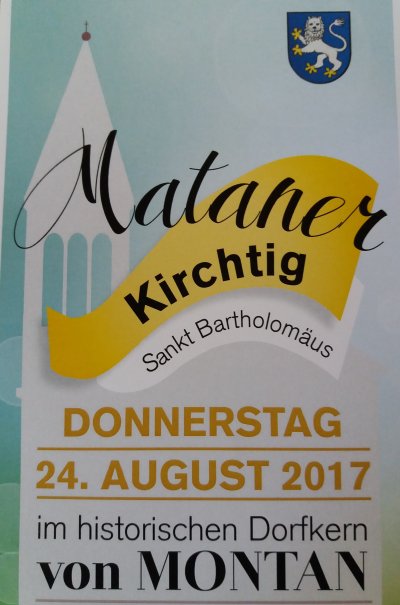 Mataner
Kirchtig
Sankt Bartholomäus
DONNERSTAG
24. AUGUST 2017
im historischen Dorfkern
von MONTAN